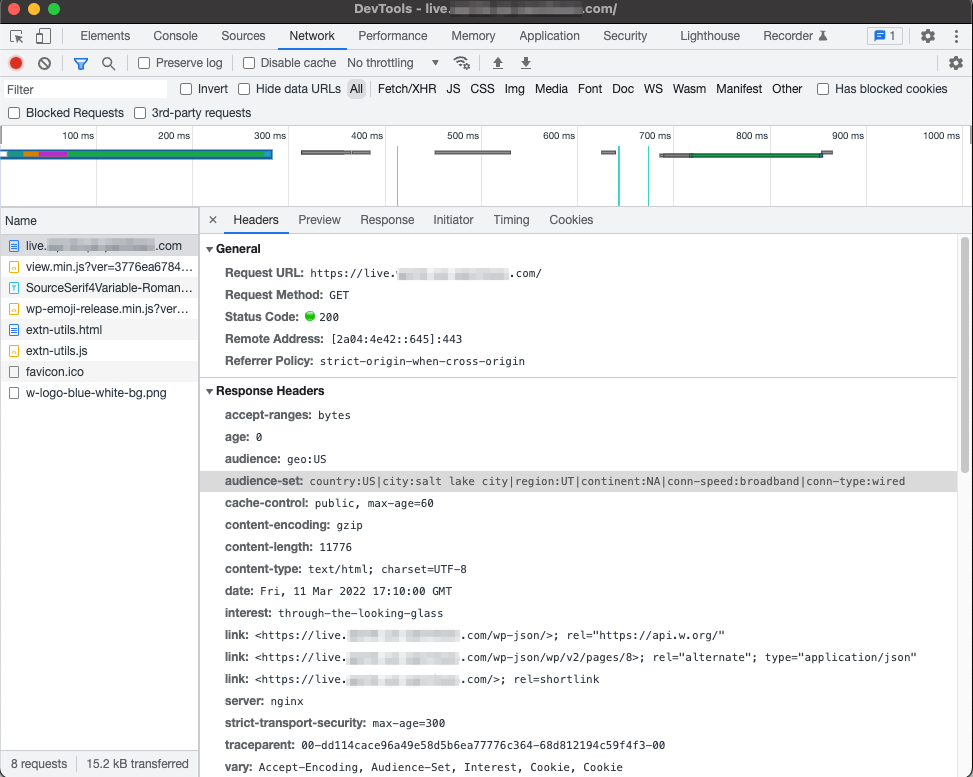 DevTools - live. .com/
Elements Console Sources Network Performance Memory Application Security Lighthouse Recorder 1
Preserve log Disable cache No throttling
Filter Invert Hide data URLs All Fetch/XHR JS CSS Img Media Font Doc WS Wasm Manifest Other Has blocked cookies
Blocked Requests 3rd-party requests
100 ms 200 ms 300 ms 400 ms 500 ms 600 ms 700 ms 800 ms 900 ms 1000 ms
Name
live. .com
view.min.js?ver=3776ea6784…
SourceSerif4Variable-Roman…
wp-emoji-release.min.js?ver…
extn-utils.html
extn-utils.js
favicon.ico
w-logo-blue-white-bg.png
8 requests 15.2 kB transferred
× Headers Preview Response Initiator Timing Cookies
General
Request URL: https://live. .com/
Request Method: GET
Status Code: 200
Remote Address: [2a04:4e42::645]:443
Referrer Policy: strict-origin-when-cross-origin
Response Headers
accept-ranges: bytes
age: 0
audience: geo:US
audience-set: country:US|city:salt lake city|region:UT|continent:NA|conn-speed:broadband|conn-type:wired
cache-control: public, max-age=60
content-encoding: gzip
content-length: 11776
content-type: text/html; charset=UTF-8
date: Fri, 11 Mar 2022 17:10:00 GMT
interest: through-the-looking-glass
link: <https://live. .com/wp-json/>; rel="https://api.w.org/"
link: <https://live. .com/wp-json/wp/v2/pages/8>; rel="alternate"; type="application/json"
link: <https://live. .com/>; rel=shortlink
server: nginx
strict-transport-security: max-age=300
traceparent: 00-dd114cace96a49e58d5b6ea77776c364-68d812194c59f4f3-00
vary: Accept-Encoding, Audience-Set, Interest, Cookie, Cookie